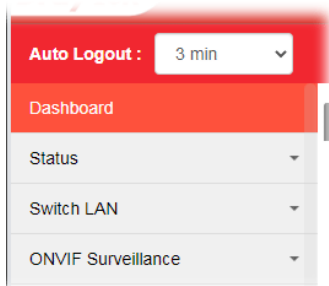 Auto Logout : 3 min
Dashboard
Status
Switch LAN
ONVIF Surveillance